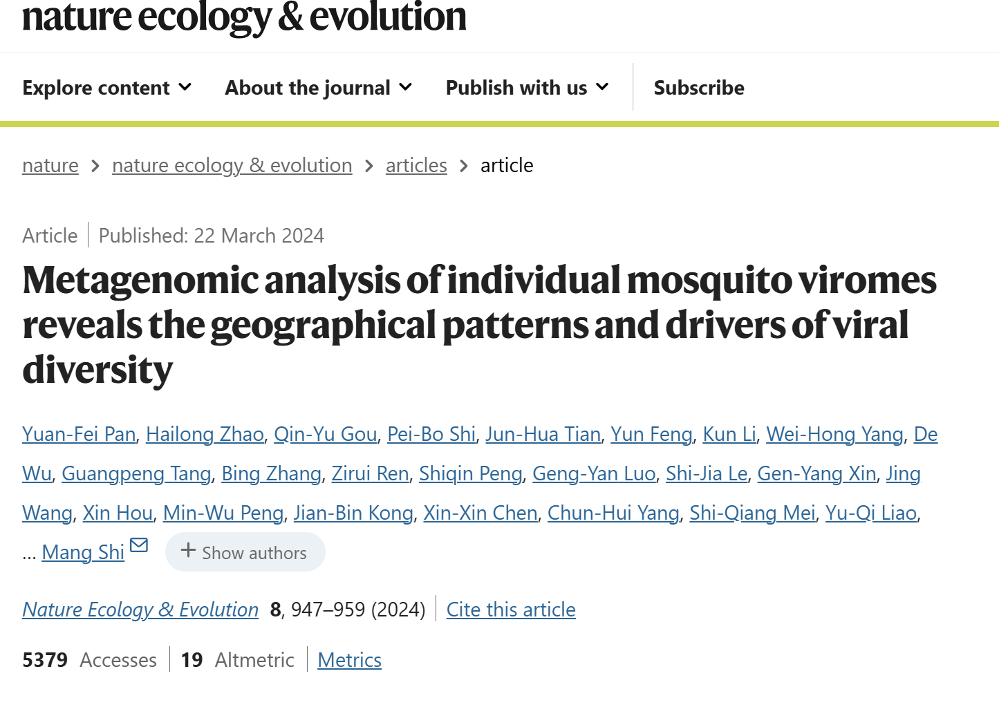 nature ecology & evolution
Explore content About the journal Publish with us Subscribe
nature > nature ecology & evolution > articles > article
Article | Published: 22 March 2024
Metagenomic analysis of individual mosquito viromes
reveals the geographical patterns and drivers of viral
diversity
Yuan-Fei Pan, Hailong Zhao, Qin-Yu Gou, Pei-Bo Shi, Jun-Hua Tian, Yun Feng, Kun Li, Wei-Hong Yang, De
Wu, Guangpeng Tang, Bing Zhang, Zirui Ren, Shiqin Peng, Geng-Yan Luo, Shi-Jia Le, Gen-Yang Xin, Jing
Wang, Xin Hou, Min-Wu Peng, Jian-Bin Kong, Xin-Xin Chen, Chun-Hui Yang, Shi-Qiang Mei, Yu-Qi Liao,
... Mang Shi + Show authors
Nature Ecology & Evolution 8, 947–959 (2024) | Cite this article
5379 Accesses | 19 Altmetric | Metrics